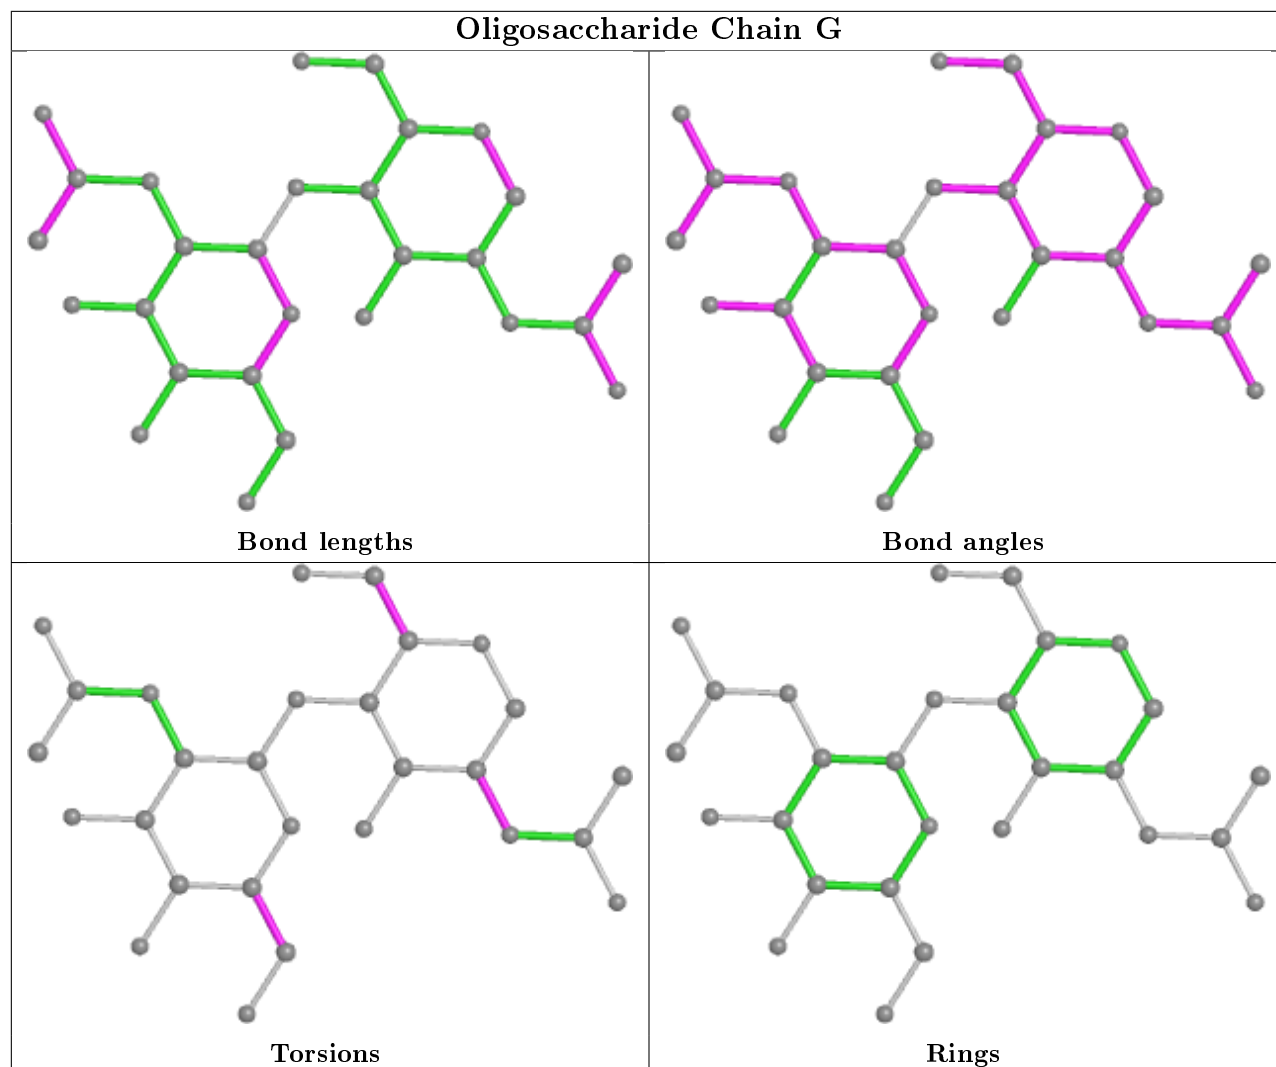 Oligosaccharide Chain G
Bond lengths
Bond angles
Torsions
Rings